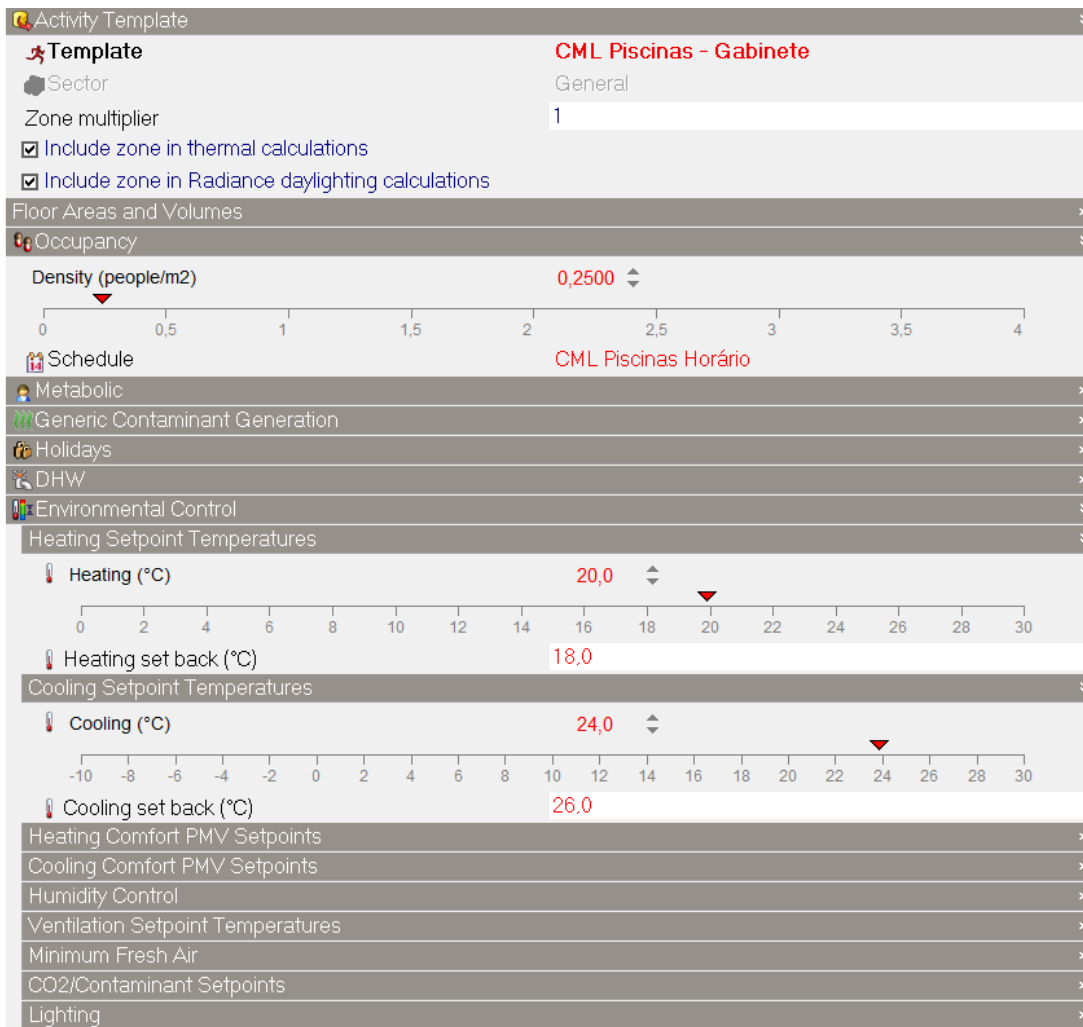 Activity Template
Template CML Piscinas - Gabinete
Sector General
Zone multiplier 1
Include zone in thermal calculations
Include zone in Radiance daylighting calculations
Floor Areas and Volumes
Occupancy
Density (people/m2) 0,2500
0 0,5 1 1,5 2 2,5 3 3,5 4
14 Schedule CML Piscinas Horário
Metabolic
Generic Contaminant Generation
Holidays
DHW
Environmental Control
Heating Setpoint Temperatures
Heating (°C) 20,0
0 2 4 6 8 10 12 14 16 18 20 22 24 26 28 30
Heating set back (°C) 18,0
Cooling Setpoint Temperatures
Cooling (°C) 24,0
-10 -8 -6 -4 -2 0 2 4 6 8 10 12 14 16 18 20 22 24 26 28 30
Cooling set back (°C) 26,0
Heating Comfort PMV Setpoints
Cooling Comfort PMV Setpoints
Humidity Control
Ventilation Setpoint Temperatures
Minimum Fresh Air
CO2/Contaminant Setpoints
Lighting